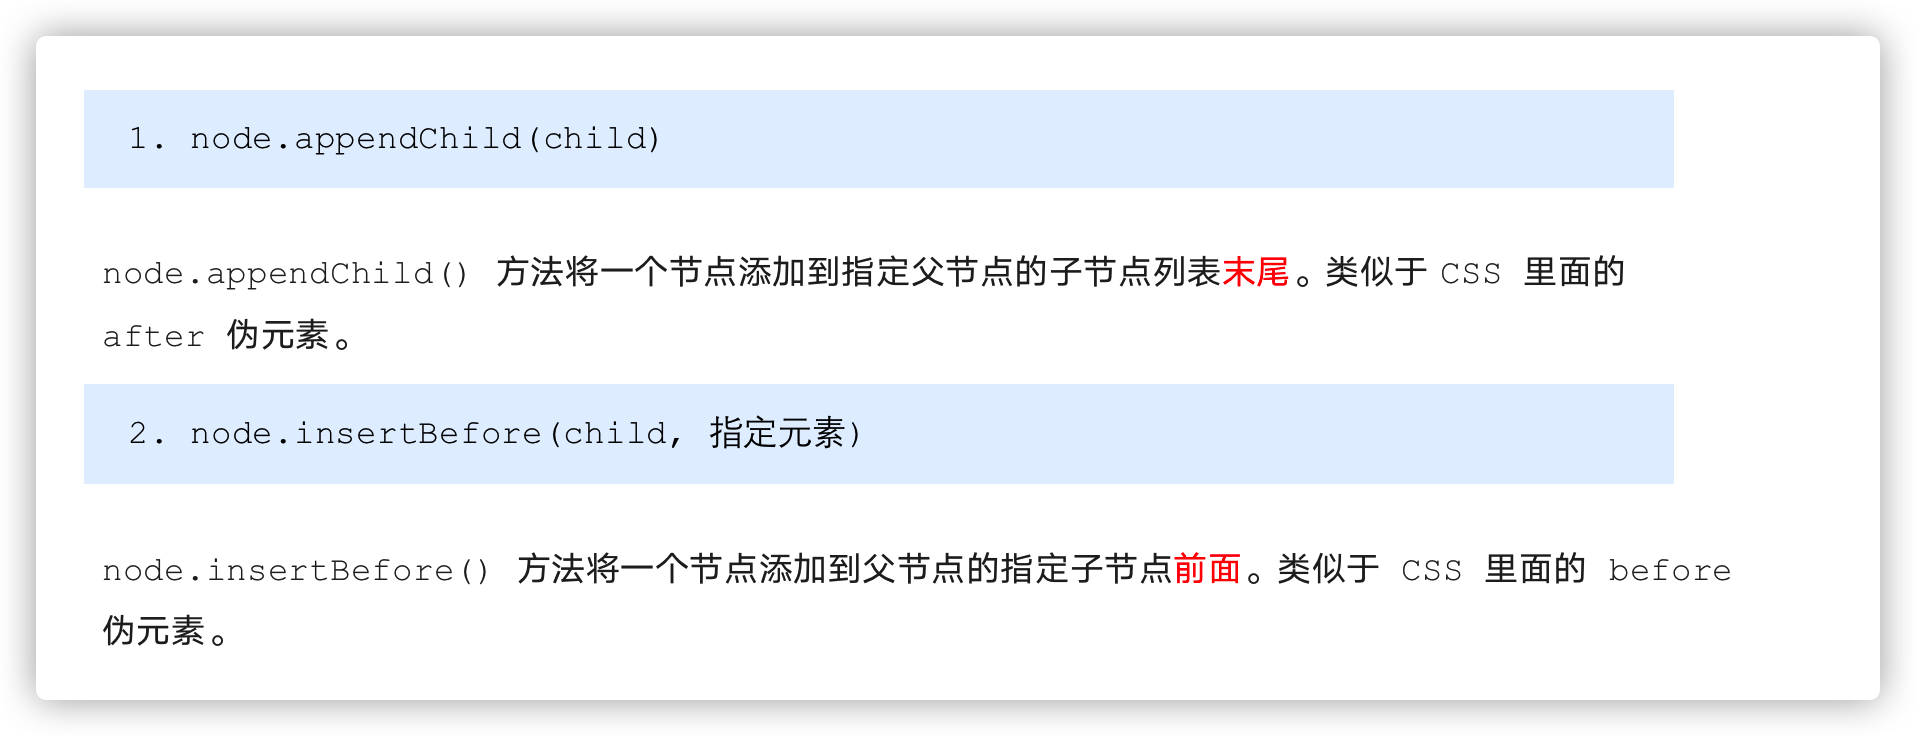 1. node.appendChild(child)
node.appendChild() 方法将一个节点添加到指定父节点的子节点列表末尾。类似于 CSS 里面的
after 伪元素。
2. node.insertBefore(child, 指定元素)
node.insertBefore() 方法将一个节点添加到父节点的指定子节点前面。类似于 CSS 里面的 before
伪元素。